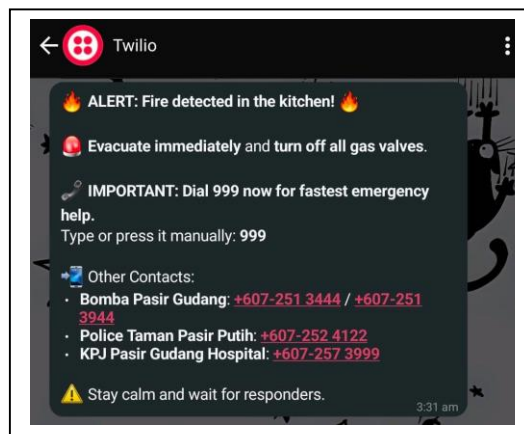 Twilio
🔥 ALERT: Fire detected in the kitchen! 🔥
🚨 Evacuate immediately and turn off all gas valves.
📞 IMPORTANT: Dial 999 now for fastest emergency
help.
Type or press it manually: 999
📲 Other Contacts:
• Bomba Pasir Gudang: +607-251 3444 / +607-251
3944
• Police Taman Pasir Putih: +607-252 4122
• KPJ Pasir Gudang Hospital: +607-257 3999
⚠️ Stay calm and wait for responders.
3:31 am